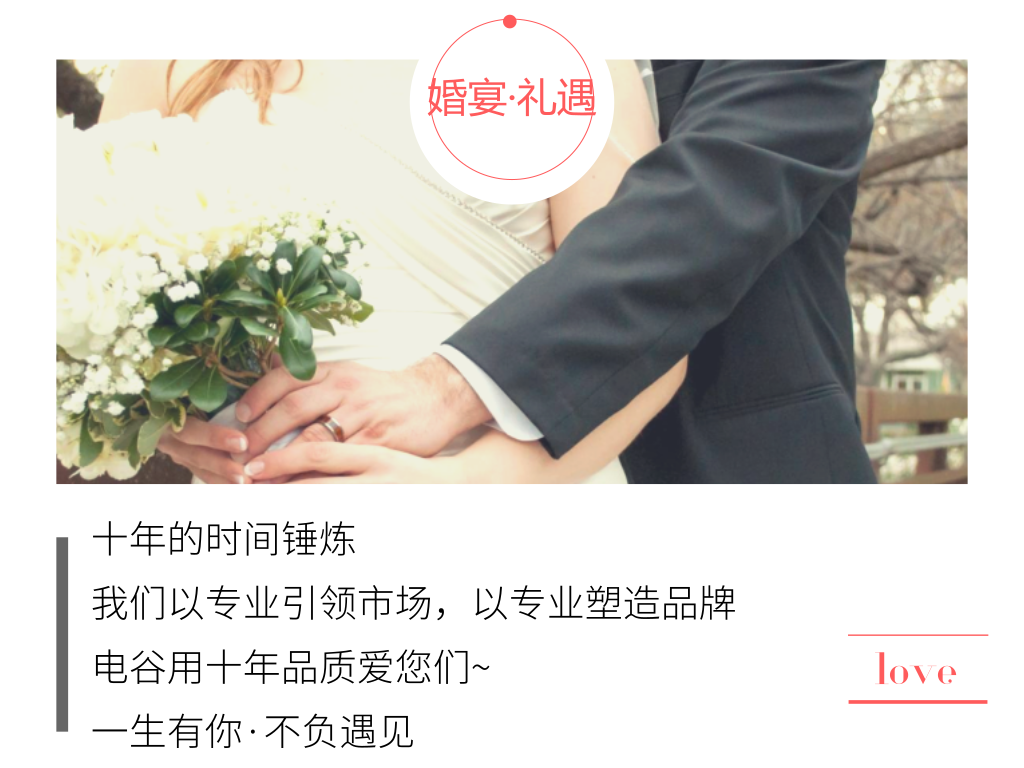 婚宴·礼遇
十年的时间锤炼
我们以专业引领市场，以专业塑造品牌
电谷用十年品质爱您们~
一生有你·不负遇见
love